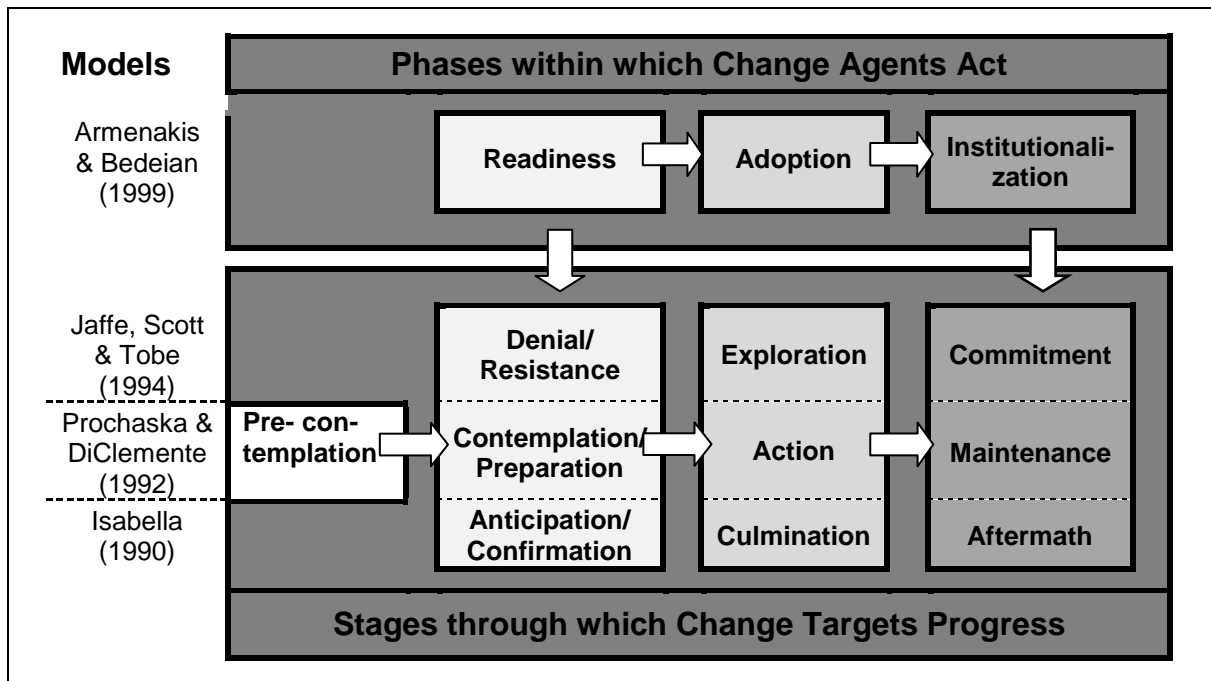 Models
Phases within which Change Agents Act
Armenakis
& Bedeian
(1999)
Readiness
Adoption
Institutionali-
zation
Jaffe, Scott
& Tobe
(1994)
Denial/
Resistance
Exploration
Commitment
Prochaska &
DiClemente
(1992)
Pre- con-
templation
Contemplation/
Preparation
Action
Maintenance
Isabella
(1990)
Anticipation/
Confirmation
Culmination
Aftermath
Stages through which Change Targets Progress